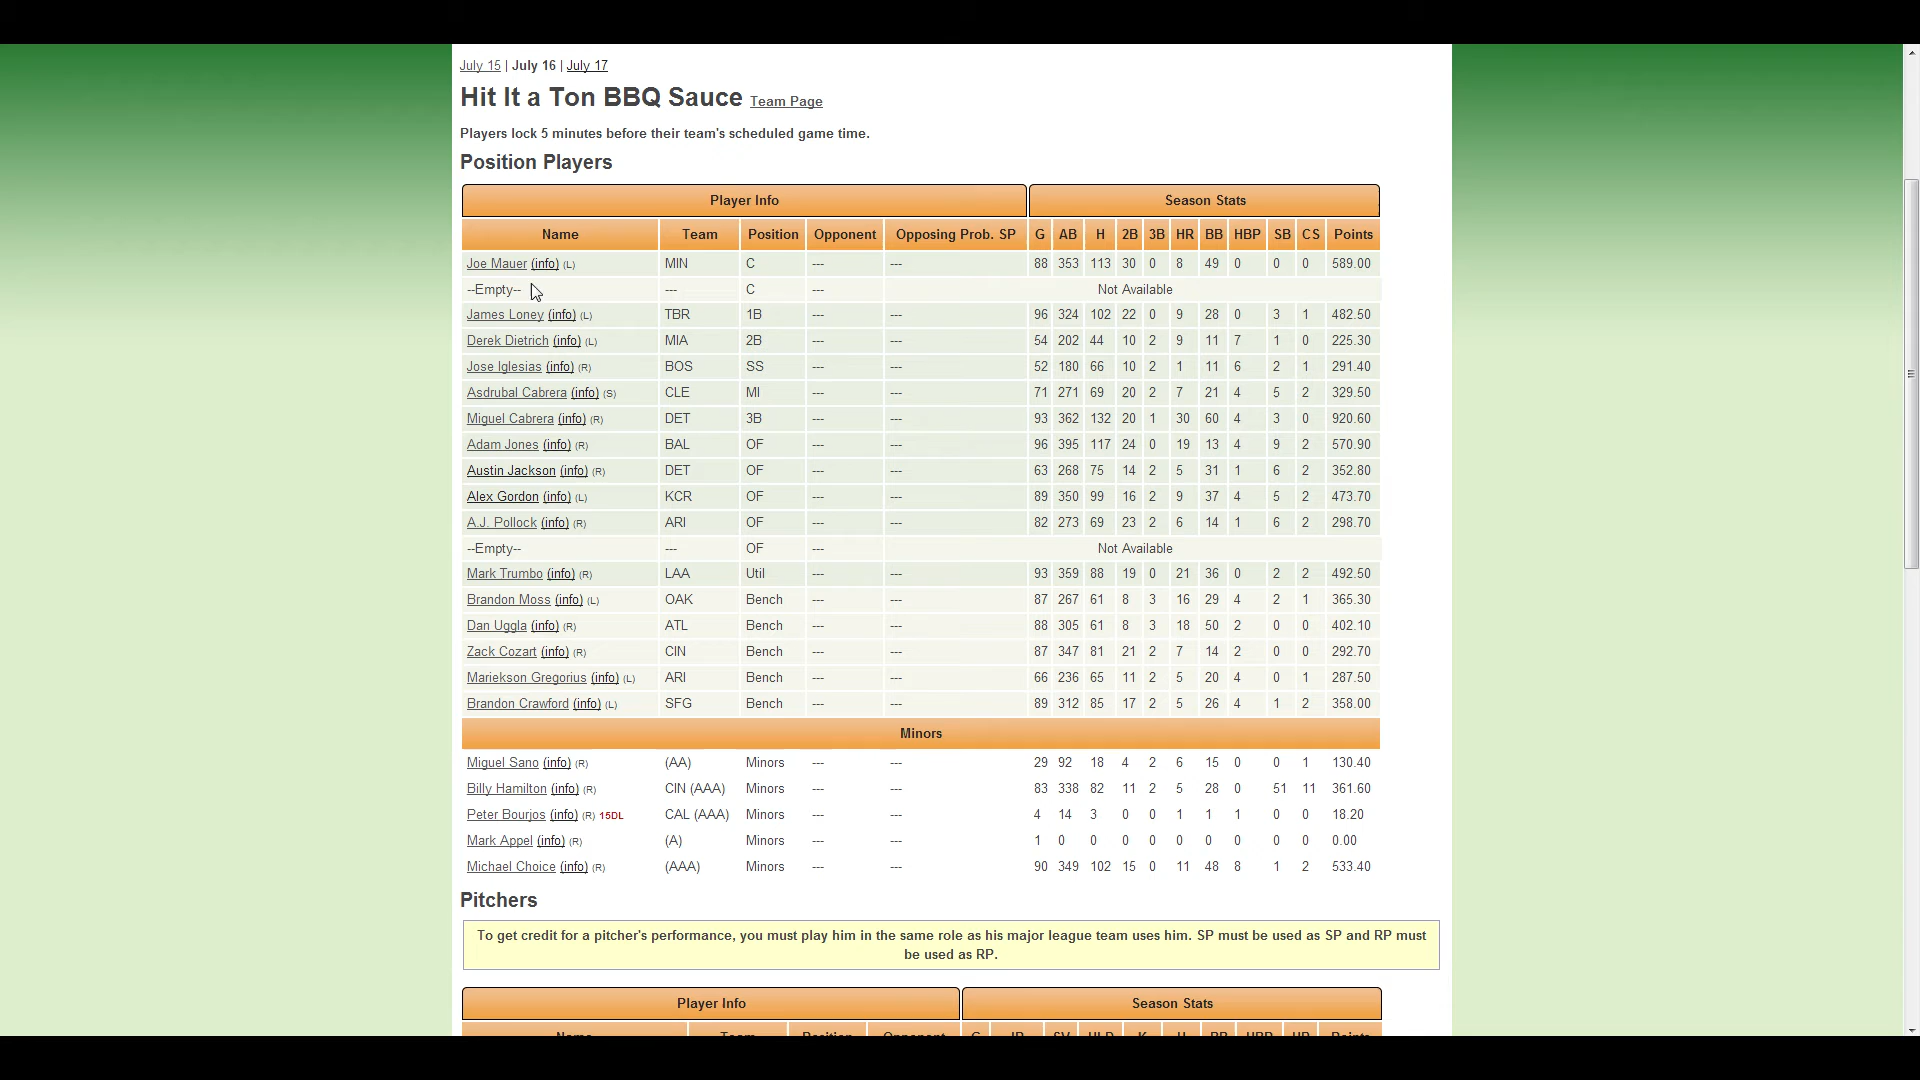 July 15 | July 16 | July 17
Hit It a Ton BBQ Sauce Team Page
Players lock 5 minutes before their team's scheduled game time.
Position Players
Player Info Season Stats
Name Team Position Opponent Opposing Prob. SP G AB H 2B 3B HR BB HBP SB CS Points
Joe Mauer (info) (L) MIN C --- --- 88 353 113 30 0 8 49 0 0 0 589.00
--Empty-- --- C --- Not Available
James Loney (info) (L) TBR 1B --- --- 96 324 102 22 0 9 28 0 3 1 482.50
Derek Dietrich (info) (L) MIA 2B --- --- 54 202 44 10 2 9 11 7 1 0 225.30
Jose Iglesias (info) (R) BOS SS --- --- 52 180 66 10 2 1 11 6 2 1 291.40
Asdrubal Cabrera (info) (S) CLE MI --- --- 71 271 69 20 2 7 21 4 5 2 329.50
Miguel Cabrera (info) (R) DET 3B --- --- 93 362 132 20 1 30 60 4 3 0 920.60
Adam Jones (info) (R) BAL OF --- --- 96 395 117 24 0 19 13 4 9 2 570.90
Austin Jackson (info) (R) DET OF --- --- 63 268 75 14 2 5 31 1 6 2 352.80
Alex Gordon (info) (L) KCR OF --- --- 89 350 99 16 2 9 37 4 5 2 473.70
A.J. Pollock (info) (R) ARI OF --- --- 82 273 69 23 2 6 14 1 6 2 298.70
--Empty-- --- OF --- Not Available
Mark Trumbo (info) (R) LAA Util --- --- 93 359 88 19 0 21 36 0 2 2 492.50
Brandon Moss (info) (L) OAK Bench --- --- 87 267 61 8 3 16 29 4 2 1 365.30
Dan Uggla (info) (R) ATL Bench --- --- 88 305 61 8 3 18 50 2 0 0 402.10
Zack Cozart (info) (R) CIN Bench --- --- 87 347 81 21 2 7 14 2 0 0 292.70
Mariekson Gregorius (info) (L) ARI Bench --- --- 66 236 65 11 2 5 20 4 0 1 287.50
Brandon Crawford (info) (L) SFG Bench --- --- 89 312 85 17 2 5 26 4 1 2 358.00
Minors
Miguel Sano (info) (R) (AA) Minors --- --- 29 92 18 4 2 6 15 0 0 1 130.40
Billy Hamilton (info) (R) CIN (AAA) Minors --- --- 83 338 82 11 2 5 28 0 51 11 361.60
Peter Bourjos (info) (R) 15DL CAL (AAA) Minors --- --- 4 14 3 0 0 1 1 1 0 0 18.20
Mark Appel (info) (R) (A) Minors --- --- 1 0 0 0 0 0 0 0 0 0 0.00
Michael Choice (info) (R) (AAA) Minors --- --- 90 349 102 15 0 11 48 8 1 2 533.40
Pitchers
To get credit for a pitcher's performance, you must play him in the same role as his major league team uses him. SP must be used as SP and RP must
be used as RP.
Player Info Season Stats
Name Team Position Opponent G IP SV HLD K H BB HBP HR Points